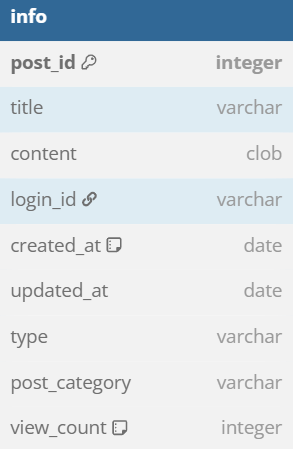 info
post_id integer
title varchar
content clob
login_id varchar
created_at date
updated_at date
type varchar
post_category varchar
view_count integer